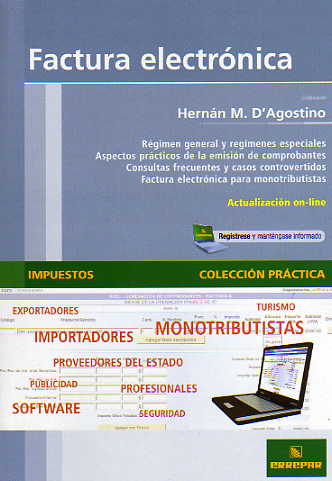 Factura electrónica
Hernán M. D'Agostino
Régimen general y regímenes especiales
Aspectos prácticos de la emisión de comprobantes
Consultas frecuentes y casos controvertidos
Factura electrónica para monotributistas
Actualización on-line
Regístrese y manténgase informado
IMPUESTOS
COLECCIÓN PRÁCTICA
EXPORTADORES
TURISMO
MONOTRIBUTISTAS
IMPORTADORES
PROVEEDORES DEL ESTADO
PUBLICIDAD
PROFESIONALES
SOFTWARE
SEGURIDAD
ERREPAR